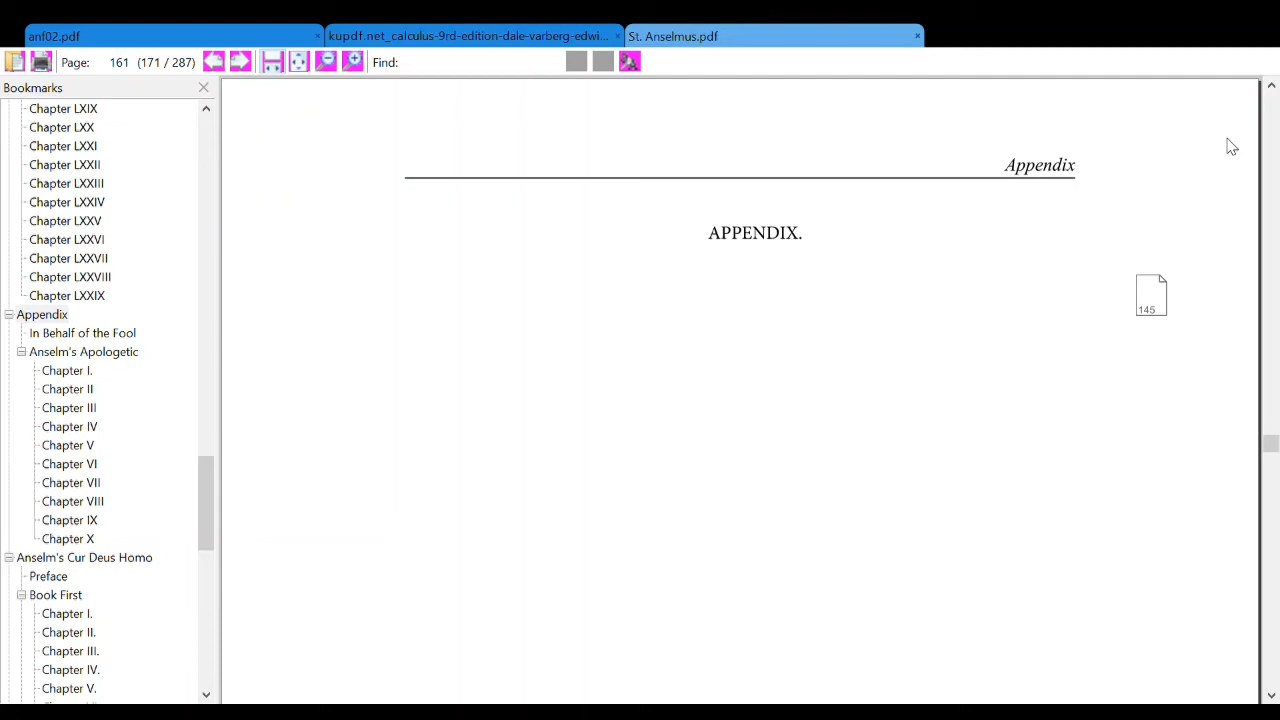 anf02.pdf
kupdf.net_calculus-9rd-edition-dale-varberg-edwi...
St. Anselmus.pdf
Page: 161 (171 / 287)
Find:
Bookmarks
Chapter LXIX
Chapter LXX
Chapter LXXI
Chapter LXXII
Chapter LXXIII
Chapter LXXIV
Chapter LXXV
Chapter LXXVI
Chapter LXXVII
Chapter LXXVIII
Chapter LXXIX
Appendix
In Behalf of the Fool
Anselm's Apologetic
Chapter I.
Chapter II
Chapter III
Chapter IV
Chapter V
Chapter VI
Chapter VII
Chapter VIII
Chapter IX
Chapter X
Anselm's Cur Deus Homo
Preface
Book First
Chapter I.
Chapter II.
Chapter III.
Chapter IV.
Chapter V.
Appendix
APPENDIX.
145